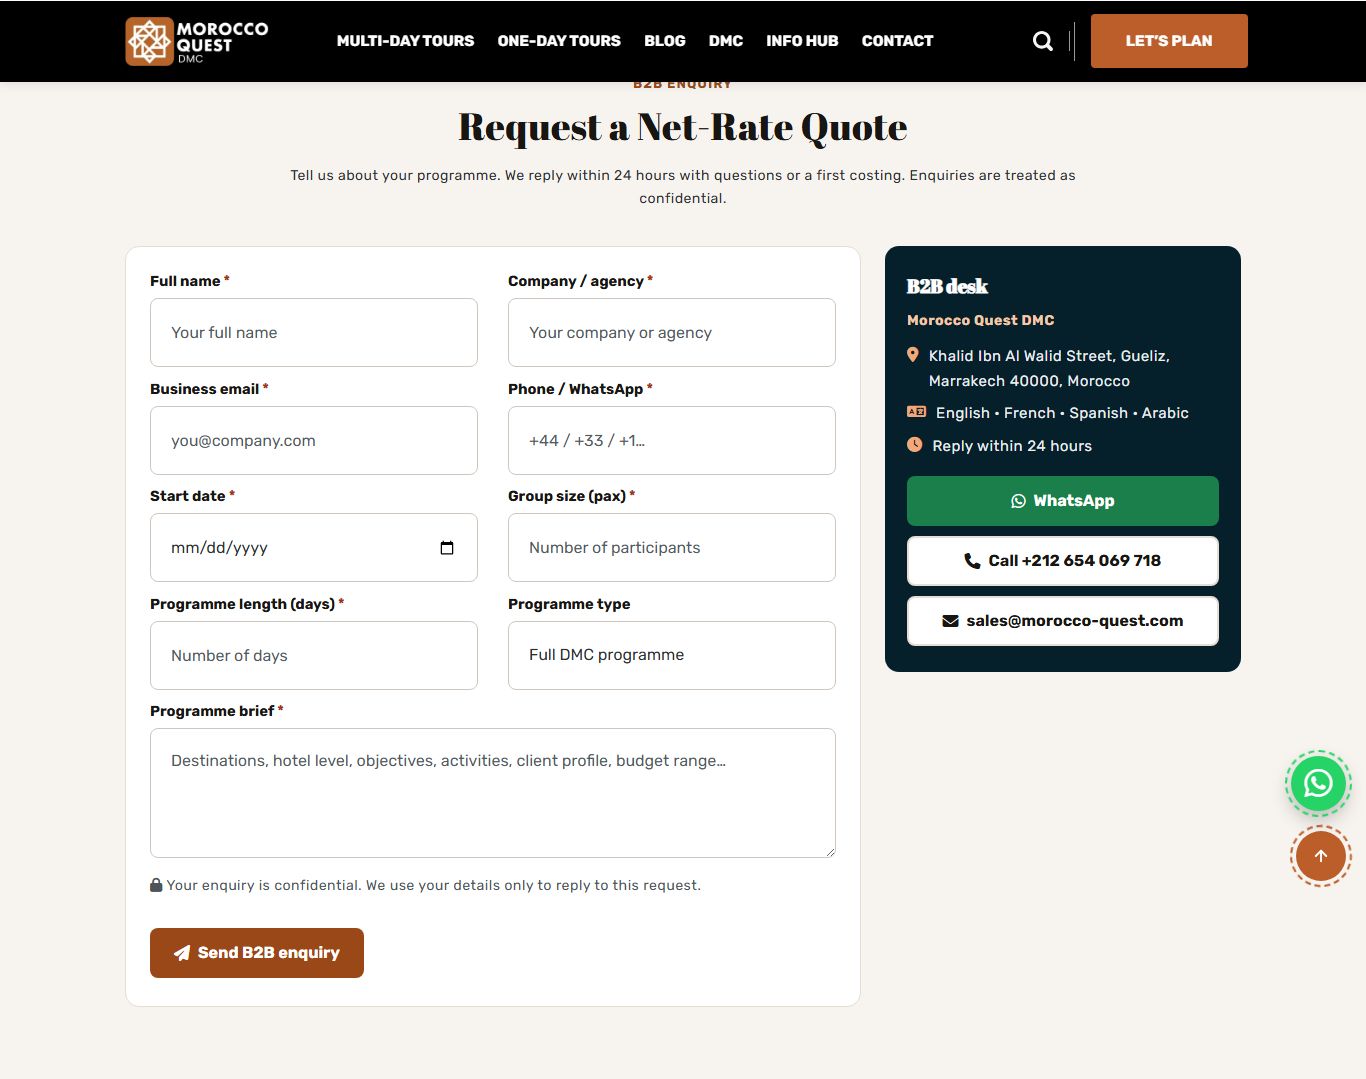 MOROCCO
QUEST
DMC
MULTI-DAY TOURS
ONE-DAY TOURS
BLOG
DMC
INFO HUB
CONTACT
LET'S PLAN
B2B ENQUIRY
Request a Net-Rate Quote
Tell us about your programme. We reply within 24 hours with questions or a first costing. Enquiries are treated as
confidential.
Full name *
Your full name
Company / agency *
Your company or agency
Business email *
you@company.com
Phone / WhatsApp *
+44 / +33 / +1...
Start date *
mm/dd/yyyy
Group size (pax) *
Number of participants
Programme length (days) *
Number of days
Programme type
Full DMC programme
Programme brief *
Destinations, hotel level, objectives, activities, client profile, budget range...
Your enquiry is confidential. We use your details only to reply to this request.
Send B2B enquiry
B2B desk
Morocco Quest DMC
Khalid Ibn Al Walid Street, Gueliz,
Marrakech 40000, Morocco
English • French • Spanish • Arabic
Reply within 24 hours
WhatsApp
Call +212 654 069 718
sales@morocco-quest.com